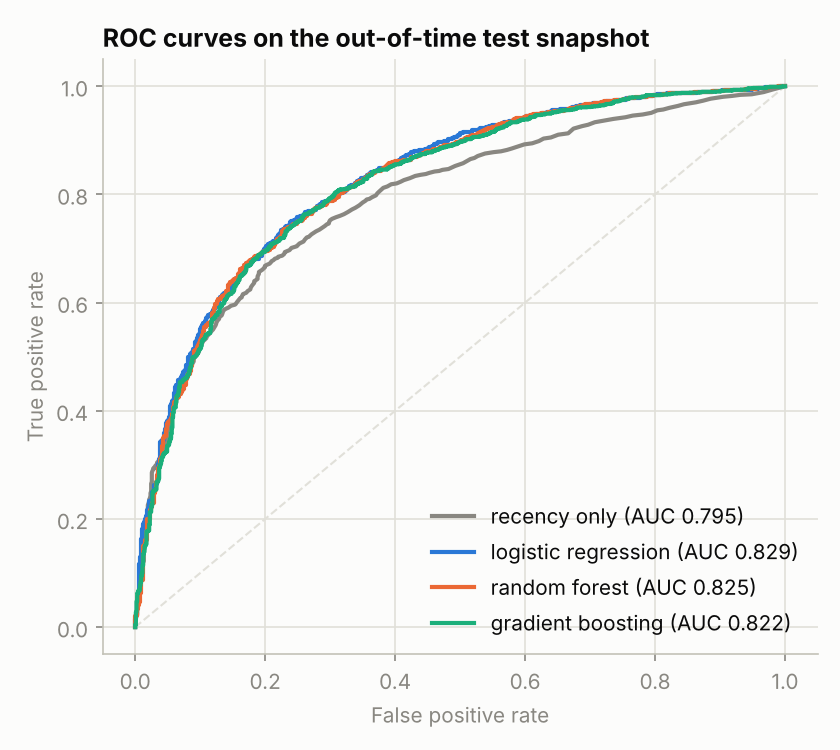 ROC curves on the out-of-time test snapshot
True positive rate
1.0
0.8
0.6
0.4
0.2
0.0
recency only (AUC 0.795)
logistic regression (AUC 0.829)
random forest (AUC 0.825)
gradient boosting (AUC 0.822)
0.0 0.2 0.4 0.6 0.8 1.0
False positive rate